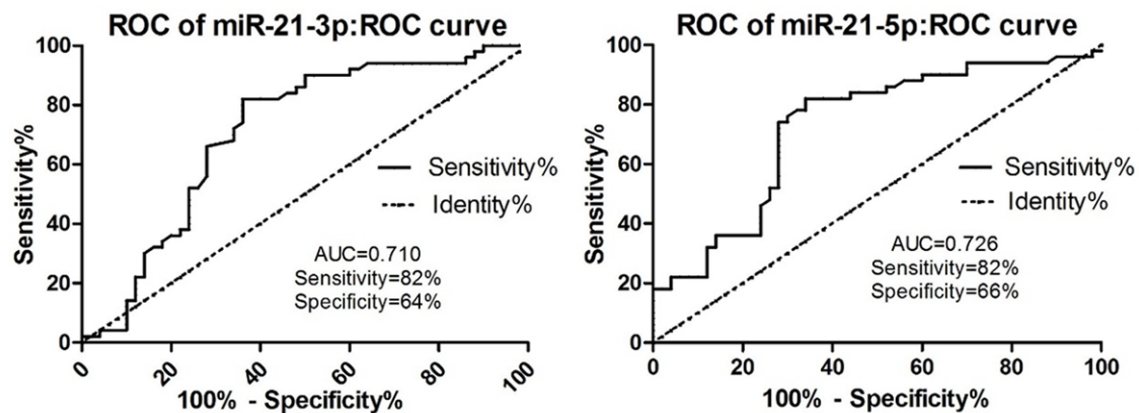 ROC of miR-21-3p:ROC curve
Sensitivity%
100
80
60
40
20
0
Sensitivity%
Identity%
AUC=0.710
Sensitivity=82%
Specificity=64%
0 20 40 60 80 100
100% - Specificity%
ROC of miR-21-5p:ROC curve
Sensitivity%
100
80
60
40
20
0
Sensitivity%
Identity%
AUC=0.726
Sensitivity=82%
Specificity=66%
0 20 40 60 80 100
100% - Specificity%